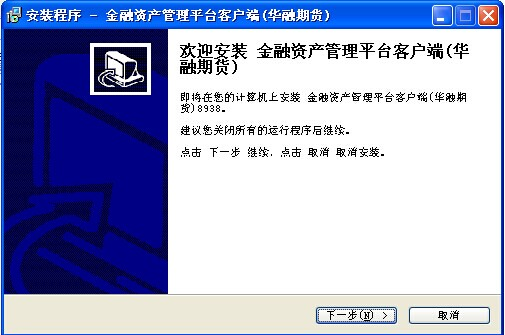 安装程序 - 金融资产管理平台客户端(华融期货)
欢迎安装 金融资产管理平台客户端(华
融期货)
即将在您的计算机上安装 金融资产管理平台客户端(华融期
货)8938。
建议您关闭所有的运行程序后继续。
点击 下一步 继续，点击 取消 取消安装。
下一步(N) >
取消